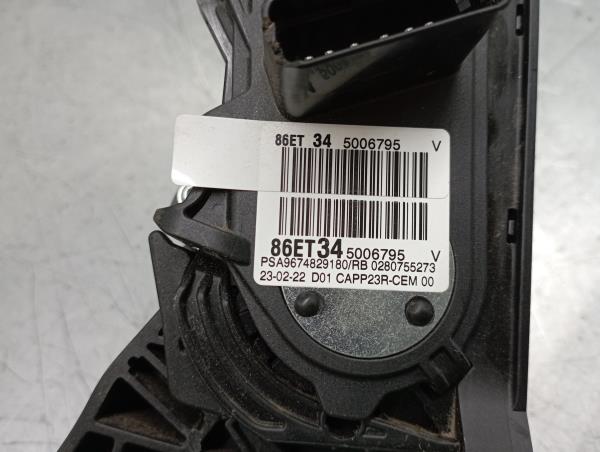 86ET 34 5006795 V
86ET34 5006795 V
PSA9674829180/RB 0280755273
23-02-22 D01 CAPP23R-CEM 00